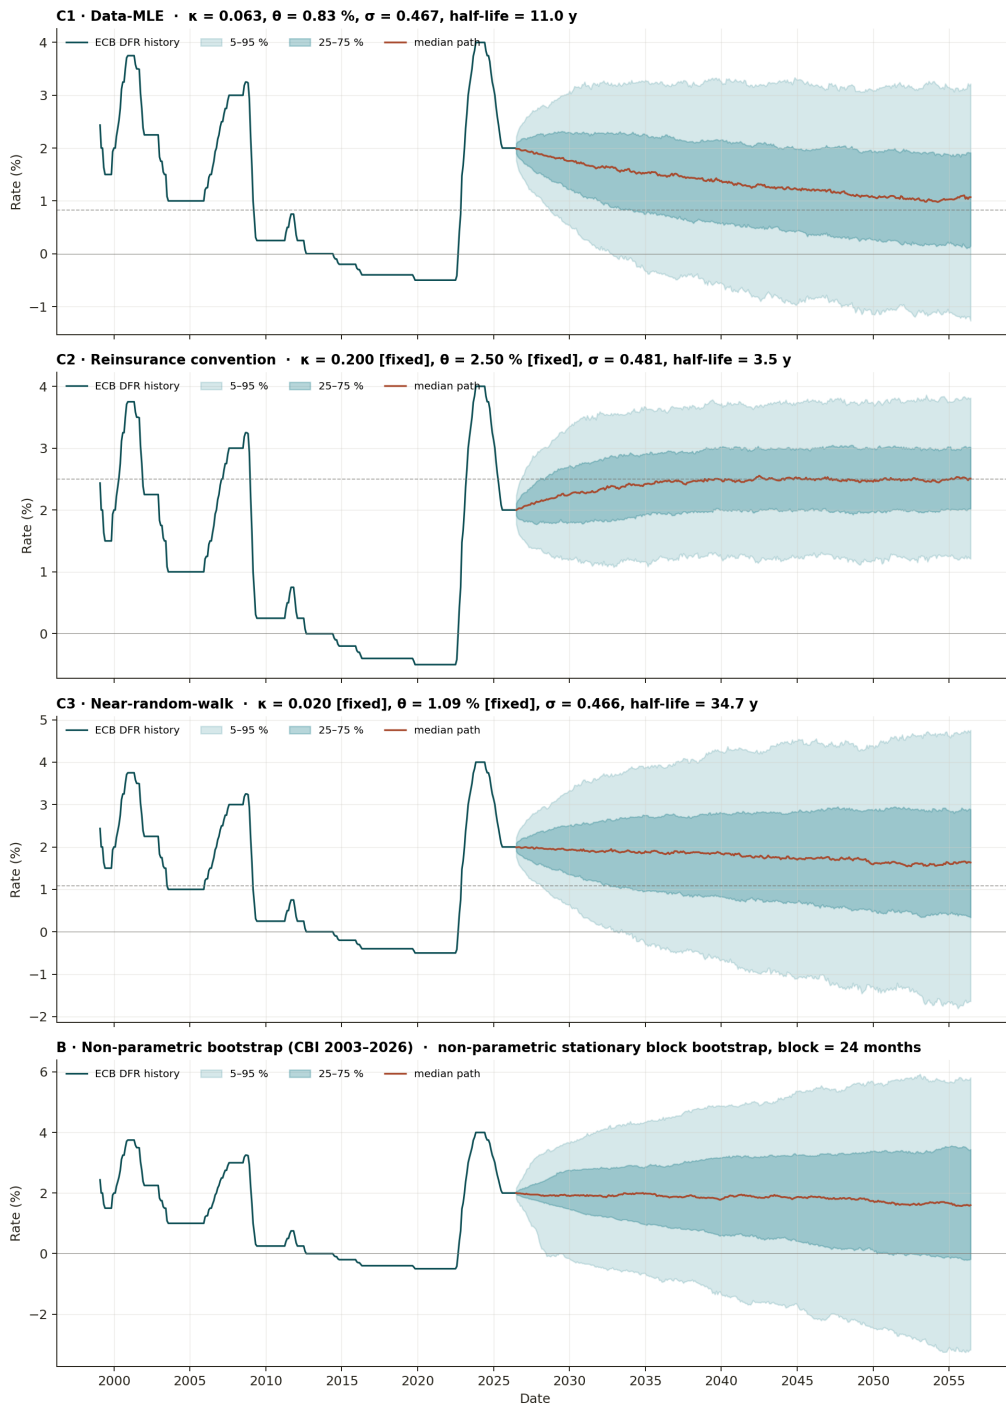 C1 · Data-MLE · κ = 0.063, θ = 0.83 %, σ = 0.467, half-life = 11.0 y
ECB DFR history 5–95 % 25–75 % median path
4
3
2
1
0
−1
Rate (%)
C2 · Reinsurance convention · κ = 0.200 [fixed], θ = 2.50 % [fixed], σ = 0.481, half-life = 3.5 y
ECB DFR history 5–95 % 25–75 % median path
4
3
2
1
0
Rate (%)
C3 · Near-random-walk · κ = 0.020 [fixed], θ = 1.09 % [fixed], σ = 0.466, half-life = 34.7 y
ECB DFR history 5–95 % 25–75 % median path
5
4
3
2
1
0
−1
−2
Rate (%)
B · Non-parametric bootstrap (CBI 2003–2026) · non-parametric stationary block bootstrap, block = 24 months
ECB DFR history 5–95 % 25–75 % median path
6
4
2
0
−2
Rate (%)
2000 2005 2010 2015 2020 2025 2030 2035 2040 2045 2050 2055
Date